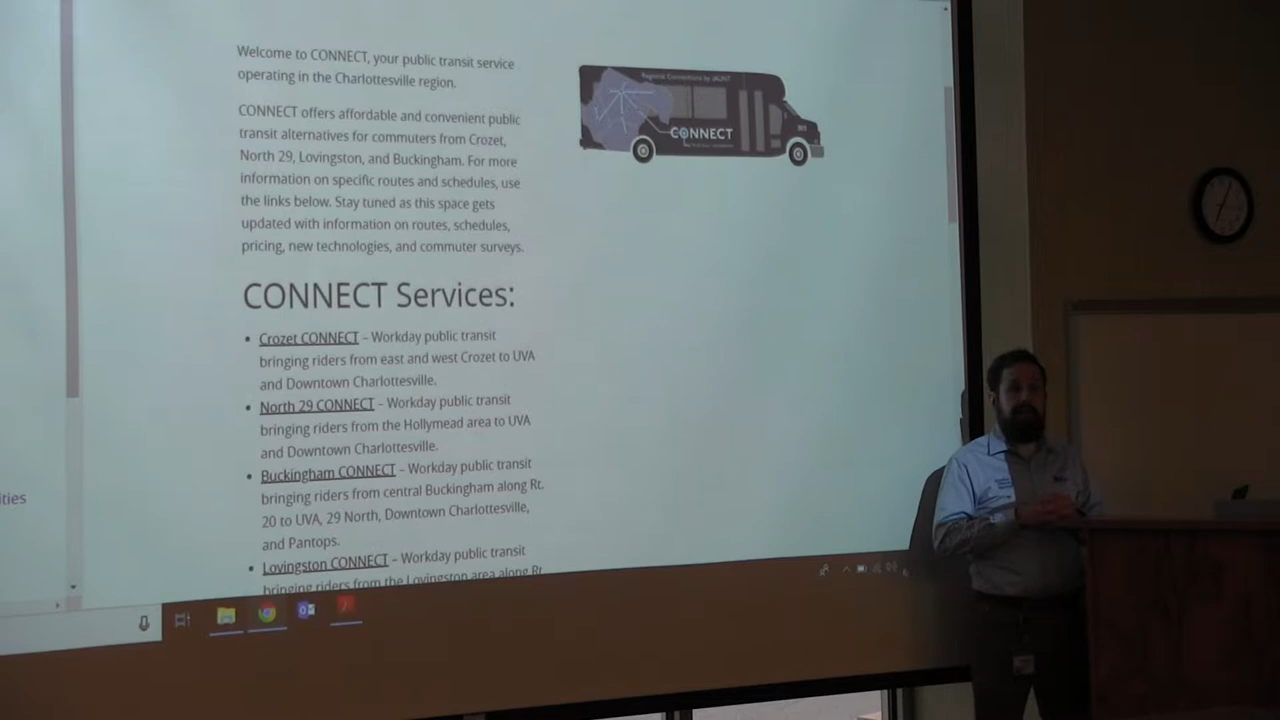 Welcome to CONNECT, your public transit service
operating in the Charlottesville region.
CONNECT offers affordable and convenient public
transit alternatives for commuters from Crozet,
North 29, Lovingston, and Buckingham. For more
information on specific routes and schedules, use
the links below. Stay tuned as this space gets
updated with information on routes, schedules,
pricing, new technologies, and commuter surveys.
Regional Connections by JAUNT
CONNECT
CONNECT Services:
• Crozet CONNECT – Workday public transit
bringing riders from east and west Crozet to UVA
and Downtown Charlottesville.
• North 29 CONNECT – Workday public transit
bringing riders from the Hollymead area to UVA
and Downtown Charlottesville.
• Buckingham CONNECT – Workday public transit
bringing riders from central Buckingham along Rt.
20 to UVA, 29 North, Downtown Charlottesville,
and Pantops.
• Lovingston CONNECT – Workday public transit
bringing riders from the Lovingston area along Rt.
ities